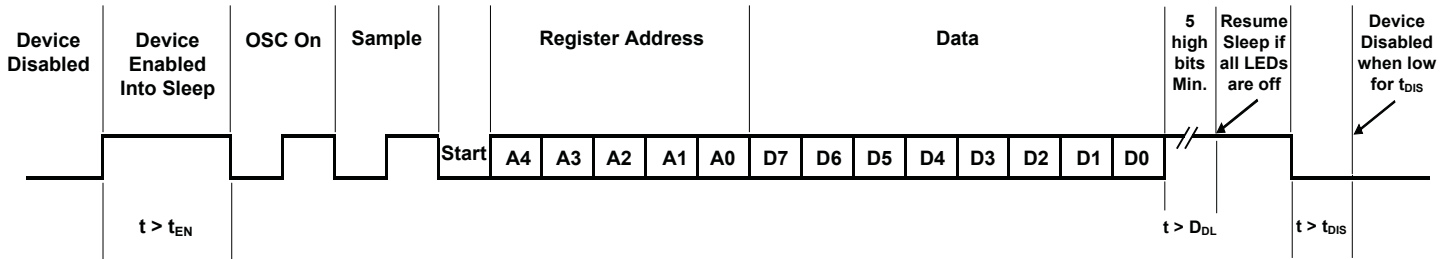 Device
Disabled
Device
Enabled
Into Sleep
OSC On
Sample
Register Address
Data
5
high
bits
Min.
Resume
Sleep if
all LEDs
are off
Device
Disabled
when low
for tDIS
Start A4 A3 A2 A1 A0 D7 D6 D5 D4 D3 D2 D1 D0
t > tEN
t > DDL
t > tDIS